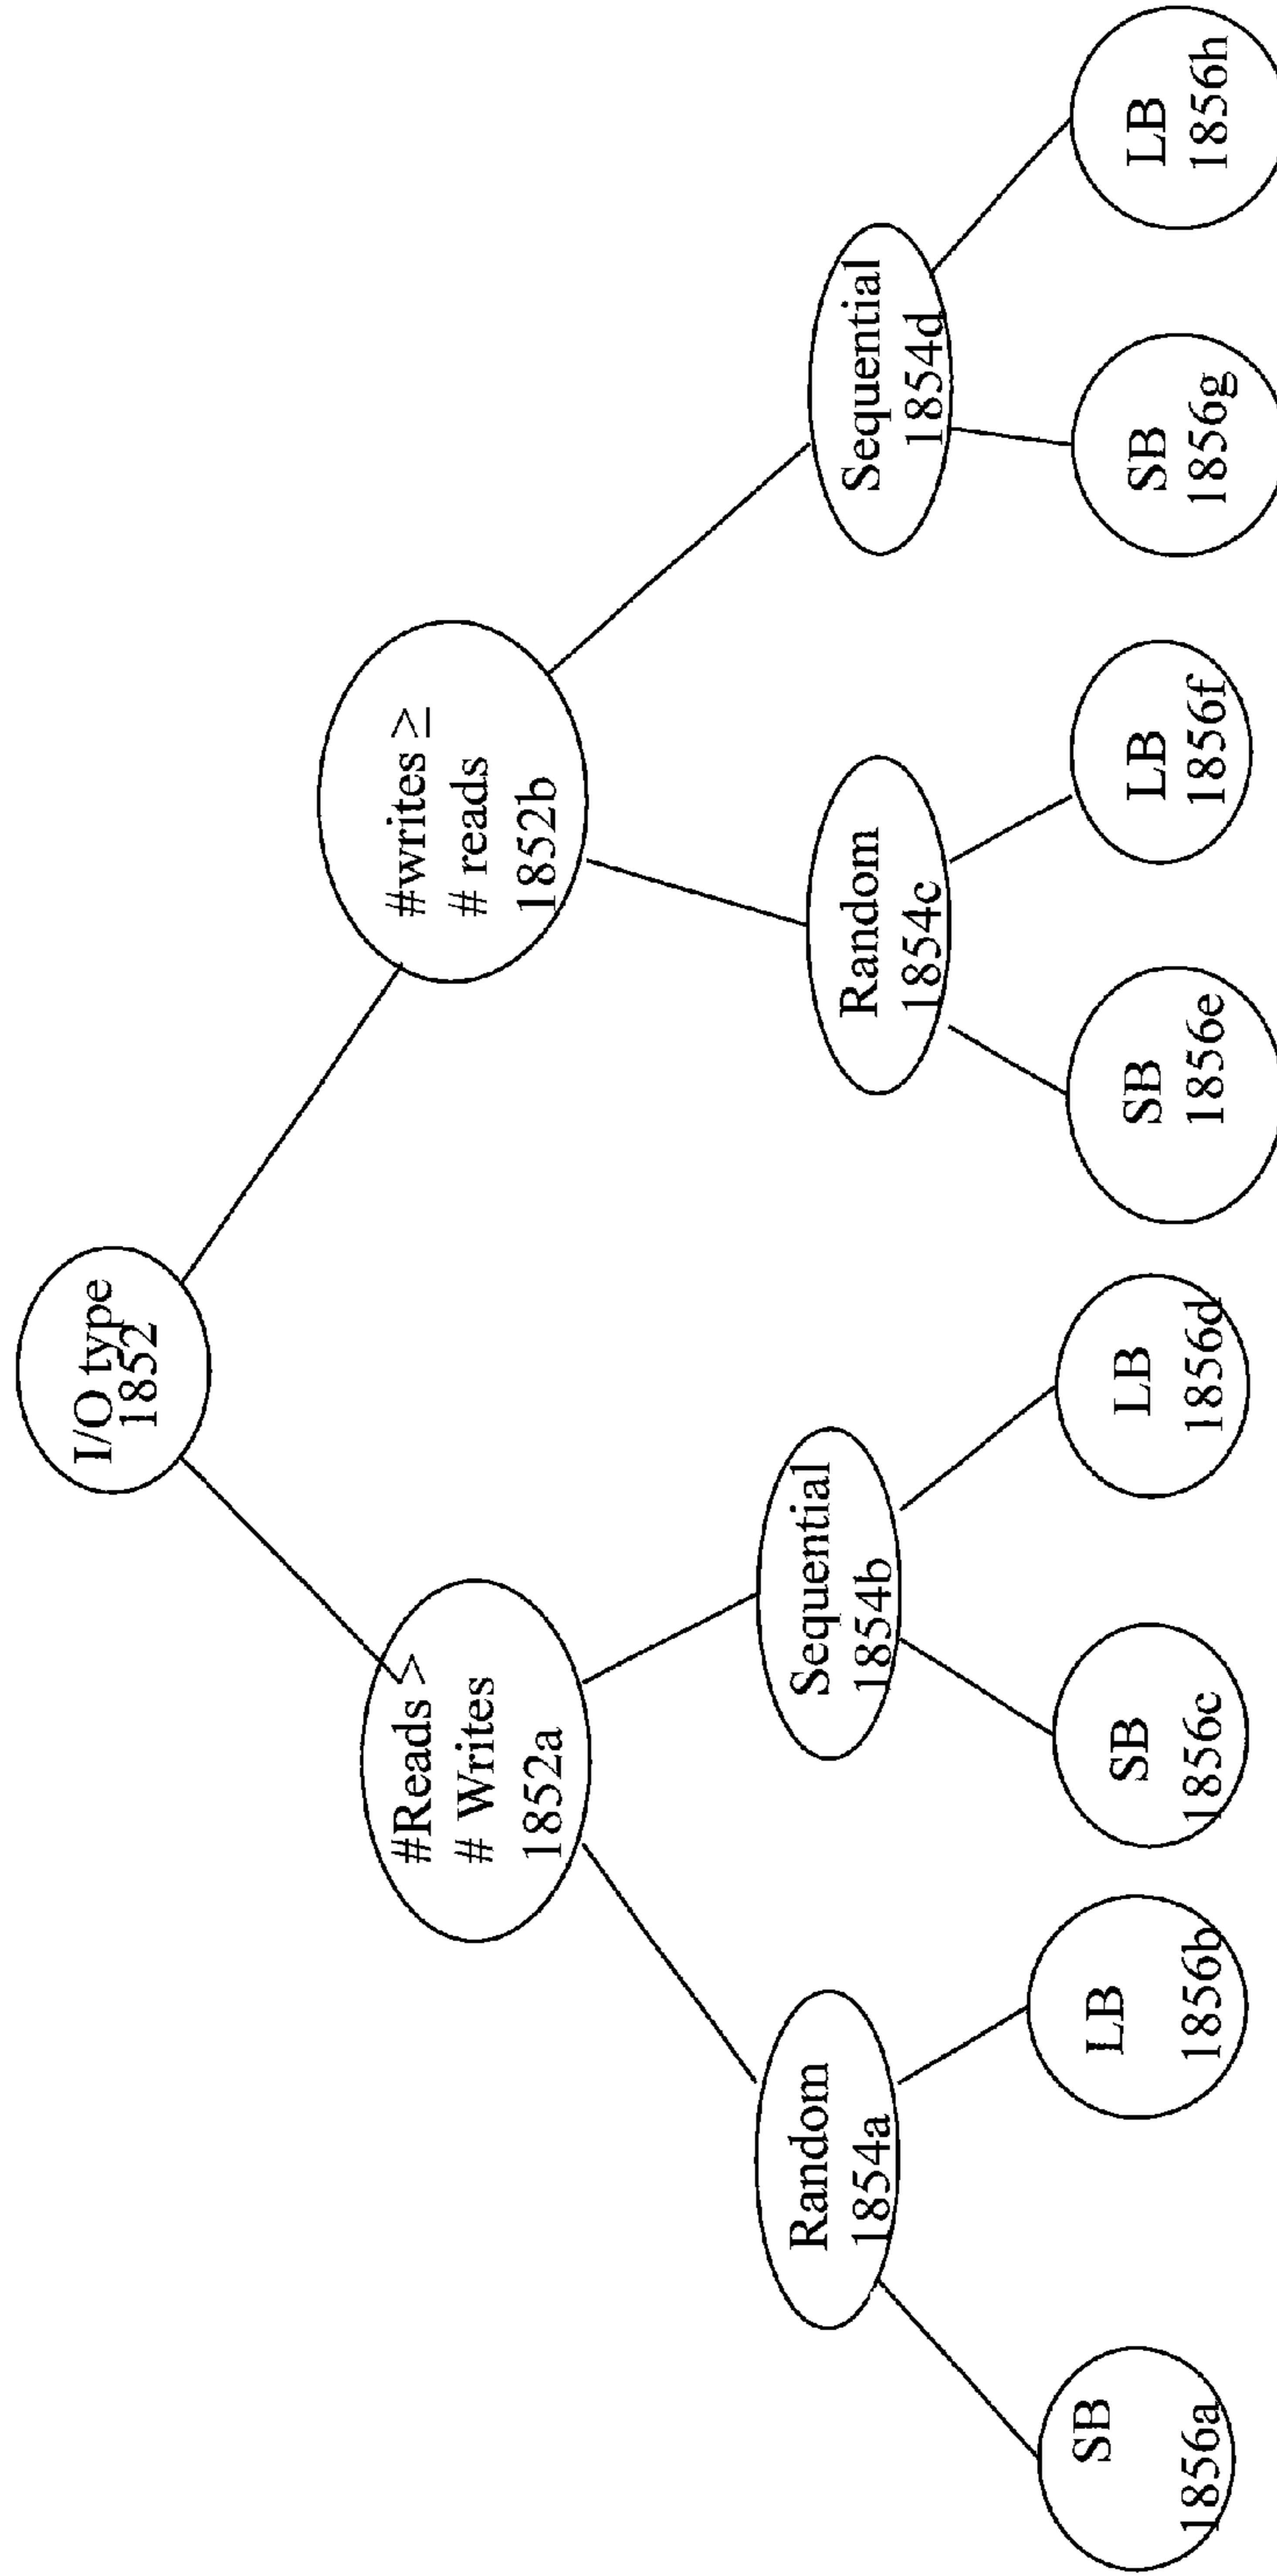 I/O type
1852
#Reads >
# Writes
1852a
#writes ≥
# reads
1852b
Random
1854a
Sequential
1854b
Random
1854c
Sequential
1854d
SB
1856a
LB
1856b
SB
1856c
LB
1856d
SB
1856e
LB
1856f
SB
1856g
LB
1856h